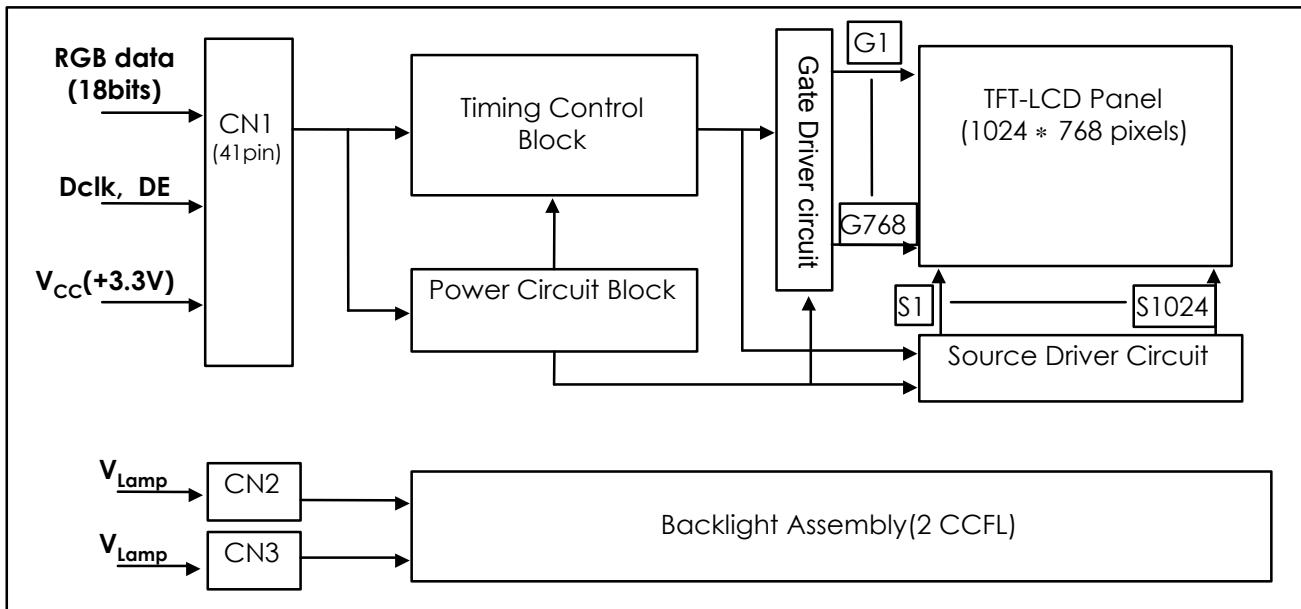 RGB data
(18bits)
Dclk, DE
VCC(+3.3V)
CN1
(41pin)
Timing Control
Block
Power Circuit Block
Gate Driver circuit
G1
G768
TFT-LCD Panel
(1024 * 768 pixels)
S1
S1024
Source Driver Circuit
VLamp
CN2
VLamp
CN3
Backlight Assembly(2 CCFL)